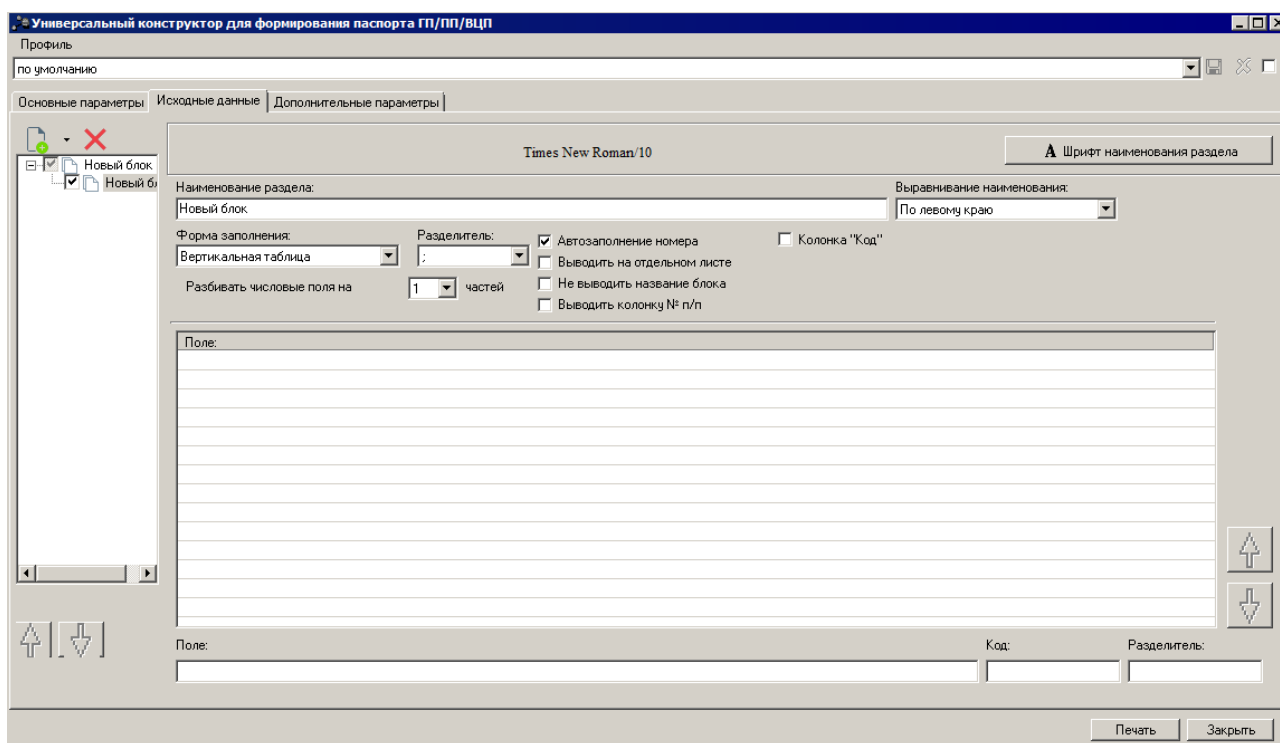 Универсальный конструктор для формирования паспорта ГП/ПП/ВЦП
Профиль
по умолчанию
Основные параметры Исходные данные Дополнительные параметры
Times New Roman/10
A Шрифт наименования раздела
Новый блок
Новый бл
Наименование раздела:
Выравнивание наименования:
Новый блок
По левому краю
Форма заполнения:
Разделитель:
Вертикальная таблица
;
Автозаполнение номера
Колонка "Код"
Выводить на отдельном листе
Разбивать числовые поля на 1 частей
Не выводить название блока
Выводить колонку № п/п
Поле:
Поле:
Код:
Разделитель:
Печать
Закрыть